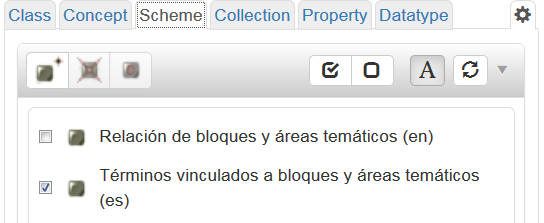 Class Concept Scheme Collection Property Datatype
A
Relación de bloques y áreas temáticos (en)
Términos vinculados a bloques y áreas temáticos
(es)